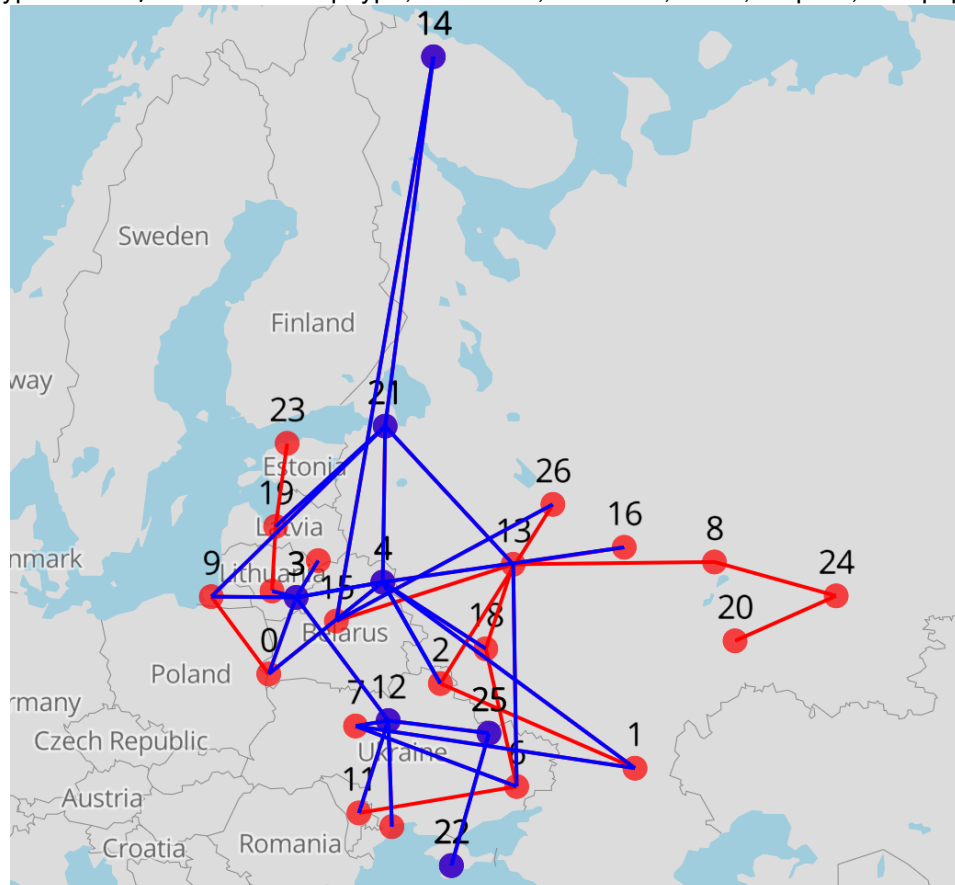 14
Sweden
Finland
way
21
23
Estonia
19
26
Latvia
16
13
8
nmark
3
4
9
24
Lithuania
15
20
18
Belarus
0
2
Poland
rmany
7
12
25
Czech Republic
1
Ukraine
6
11
Austria
22
Romania
Croatia